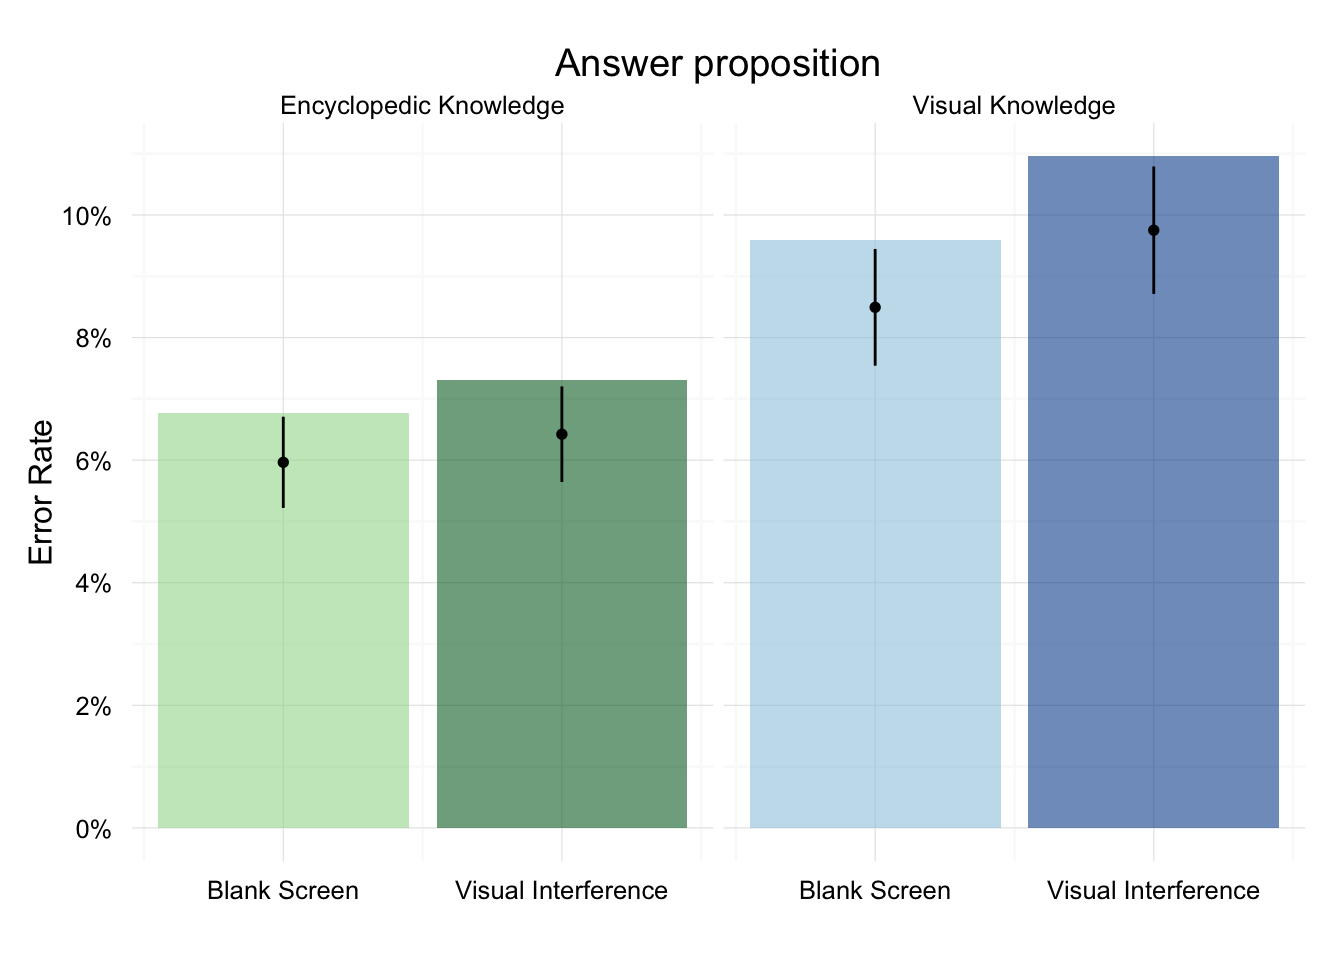 Answer proposition
Encyclopedic Knowledge
Visual Knowledge
10%
8%
6%
4%
2%
0%
Error Rate
Blank Screen
Visual Interference
Blank Screen
Visual Interference